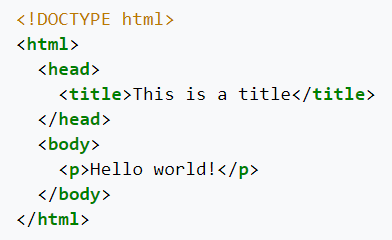 <!DOCTYPE html>
<html>
  <head>
    <title>This is a title</title>
  </head>
  <body>
    <p>Hello world!</p>
  </body>
</html>